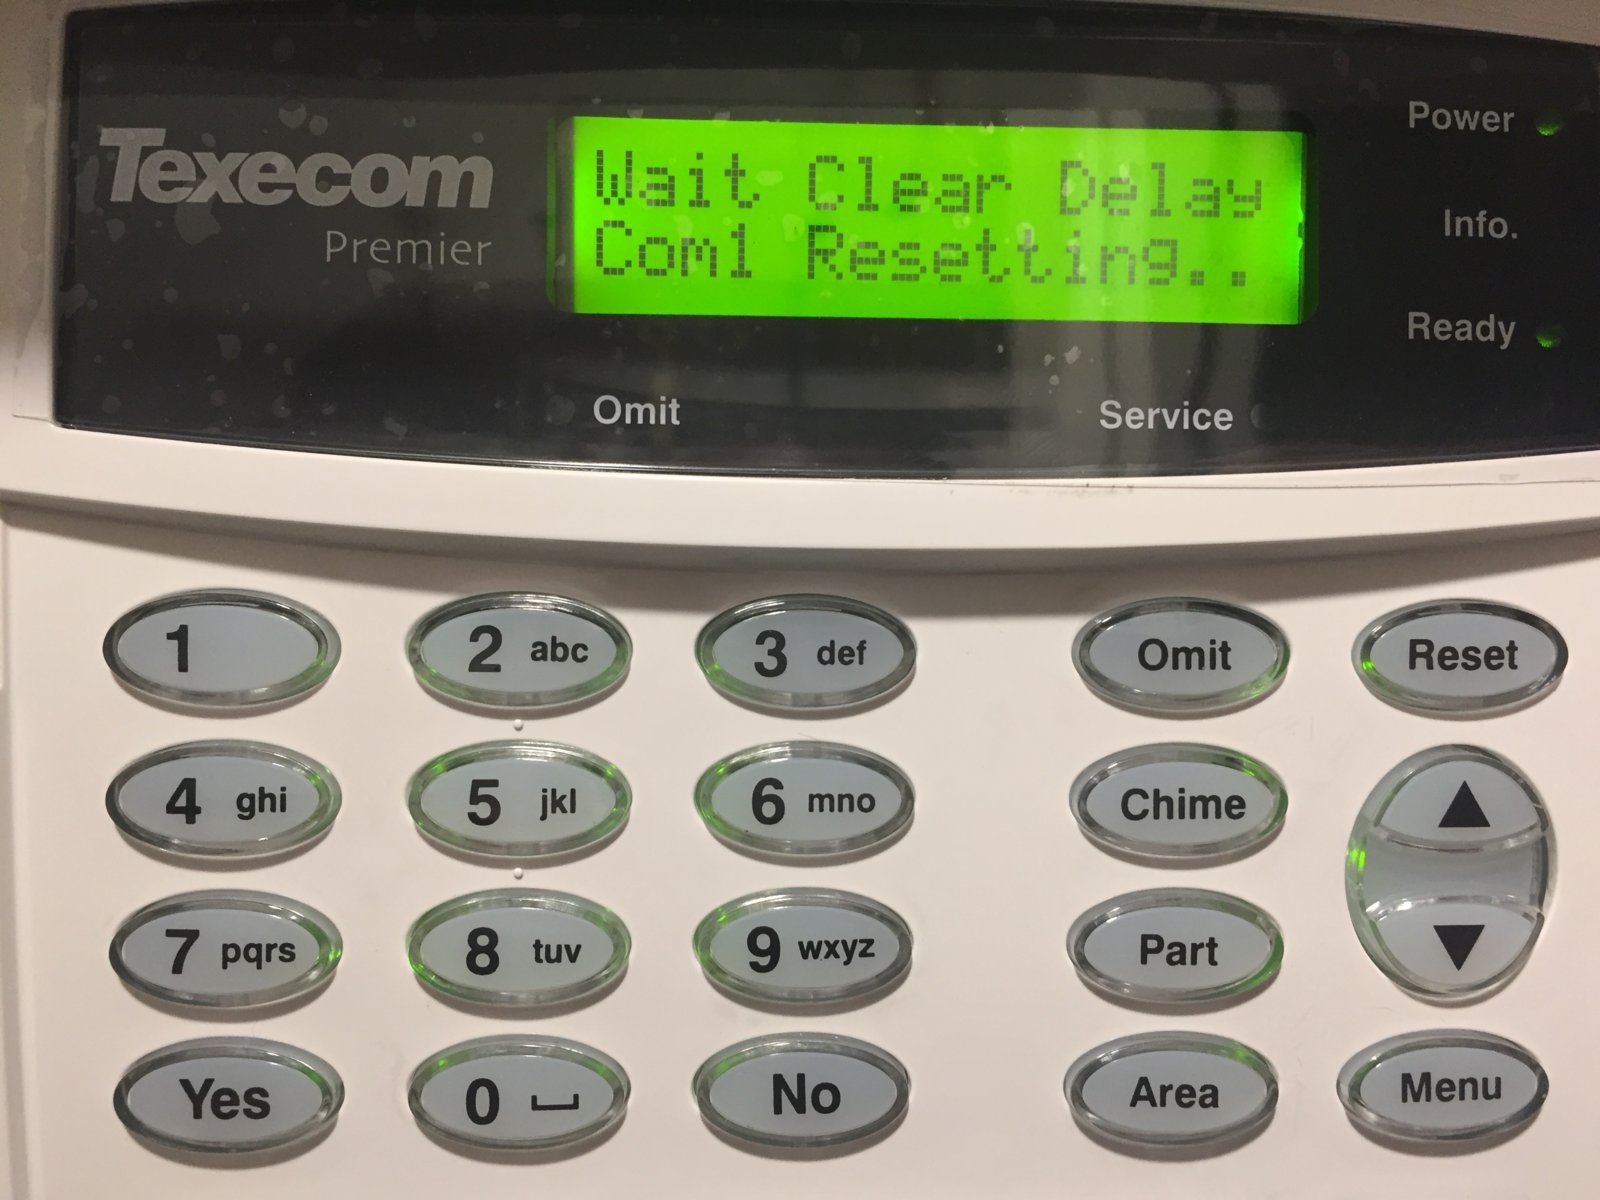 Texecom
Premier
Wait Clear Delay
Com1 Resetting..
Power
Info.
Ready
Omit
Service
1
2 abc
3 def
Omit
Reset
4 ghi
5 jkl
6 mno
Chime
▲
7 pqrs
8 tuv
9 wxyz
Part
▼
Yes
0 ⎵
No
Area
Menu